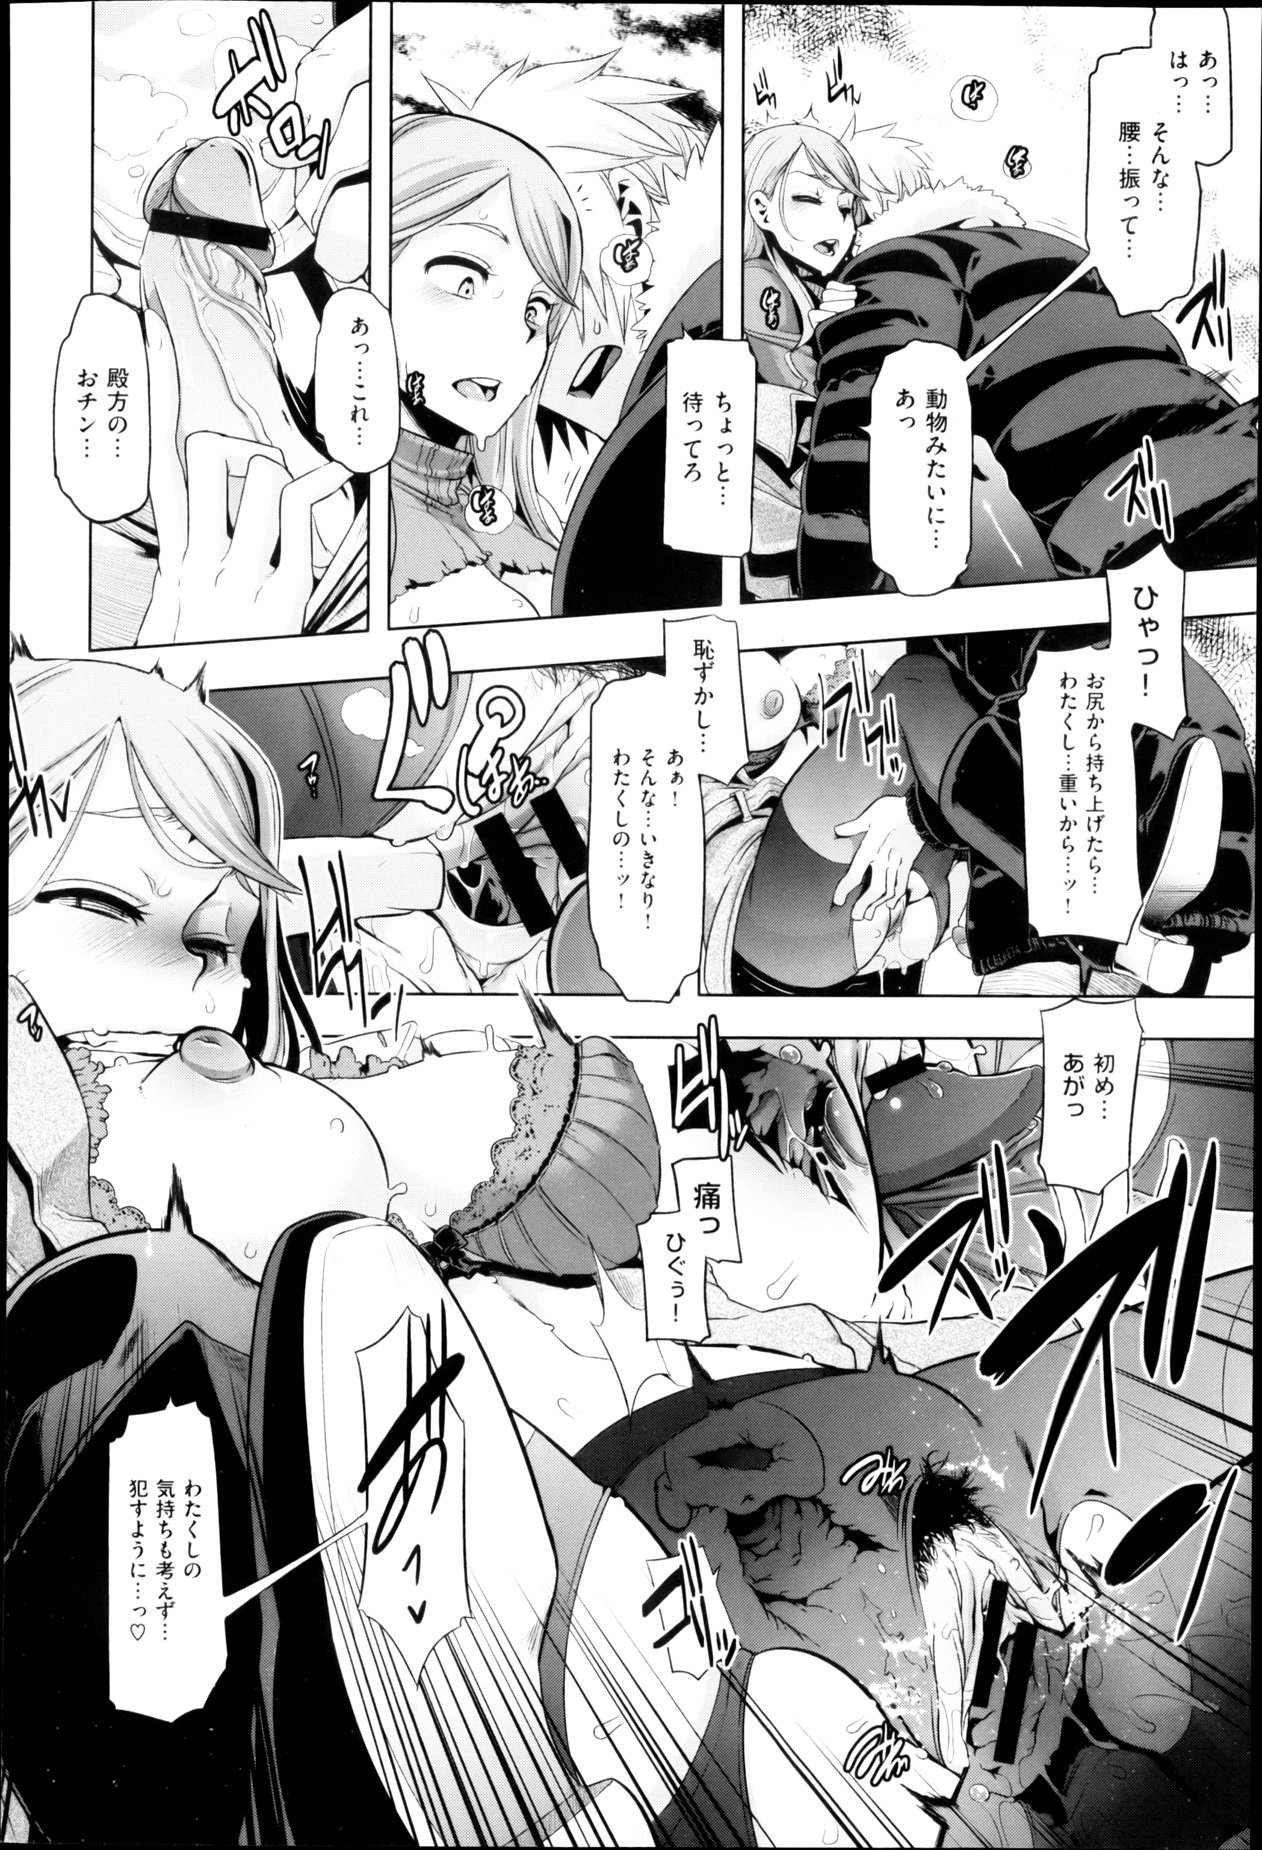 あっ…
はっ…
そんな…
腰…振って…
動物みたいに…
あっ
ちょっと…
待ってろ
あっ…これ…
殿方の…
おチン…
ひゃっ！
お尻から持ち上げたら…
わたくし…重いから…ッ！
恥ずかし…
あぁ！
そんな…いきなり！
わたくしの…ッ！
初め…
あがっ
痛っ
ひぐぅ！
わたくしの
気持ちも考えず…
犯すように…っ♡